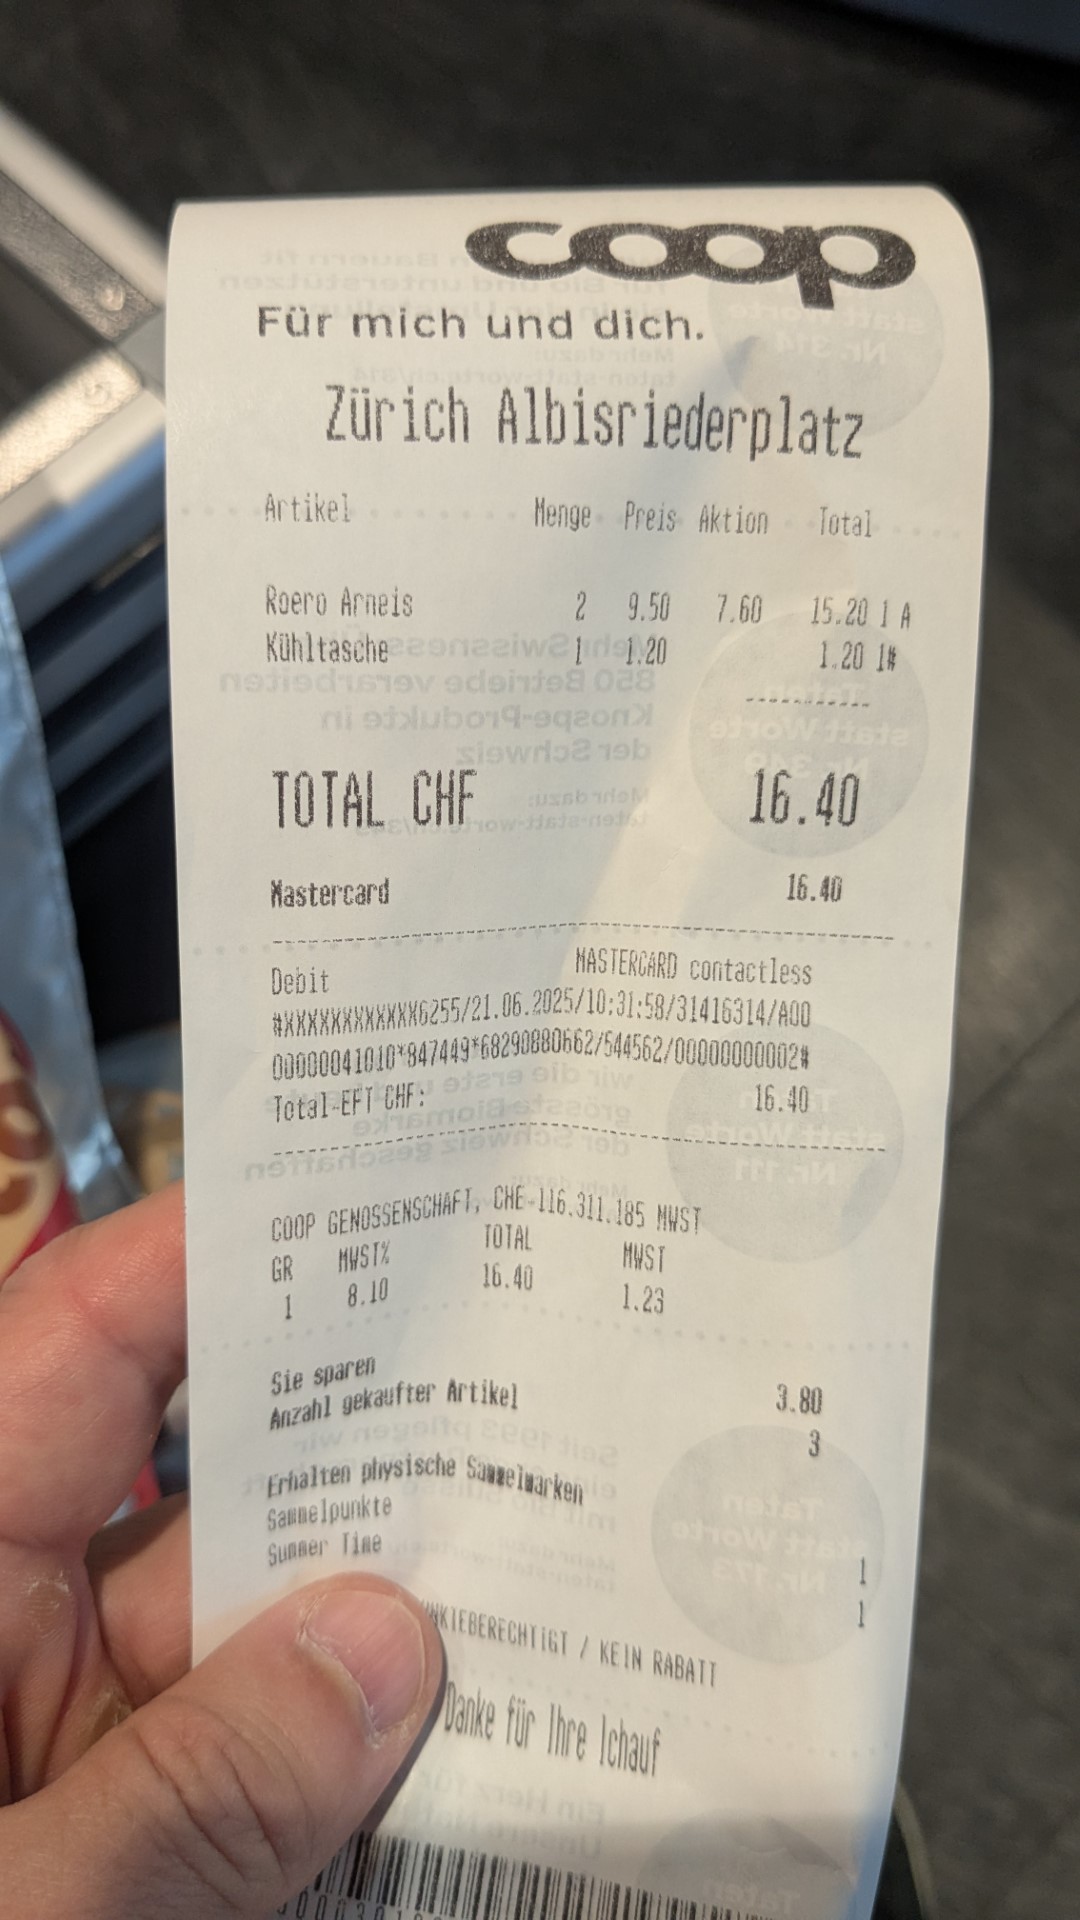 coop
Für mich und dich.
Zürich Albisriederplatz
Artikel Menge Preis Aktion Total
Roero Arneis 2 9.50 7.60 15.20 1 A
Kühltasche 1 1.20 1.20 1#
TOTAL CHF 16.40
Mastercard 16.40
Debit MASTERCARD contactless
#XXXXXXXXXXXX6255/21.06.2025/10:31:58/31416314/A00
00000041010*847449*68290880662/544562/00000000002#
Total-EFT CHF: 16.40
COOP GENOSSENSCHAFT, CHE-116.311.185 MWST
GR MWST% TOTAL MWST
1 8.10 16.40 1.23
Sie sparen 3.80
Anzahl gekaufter Artikel 3
Erhalten physische Sammelmarken
Sammelpunkte 1
Summer Time 1
NKTEBERECHTIGT / KEIN RABATT
Danke für Ihre